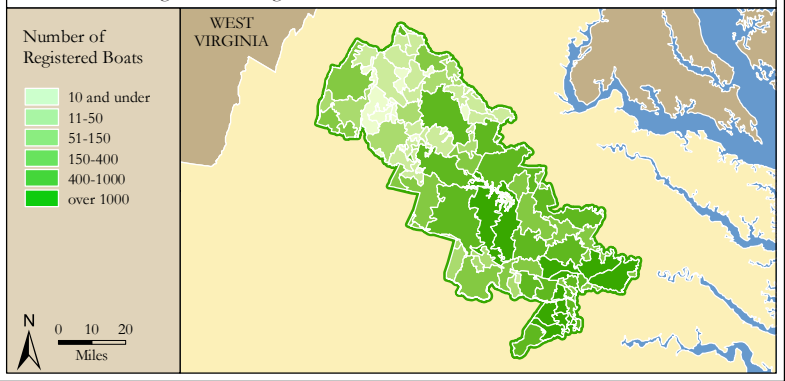 WEST
VIRGINIA
Number of
Registered Boats
10 and under
11-50
51-150
150-400
400-1000
over 1000
N
0 10 20
Miles